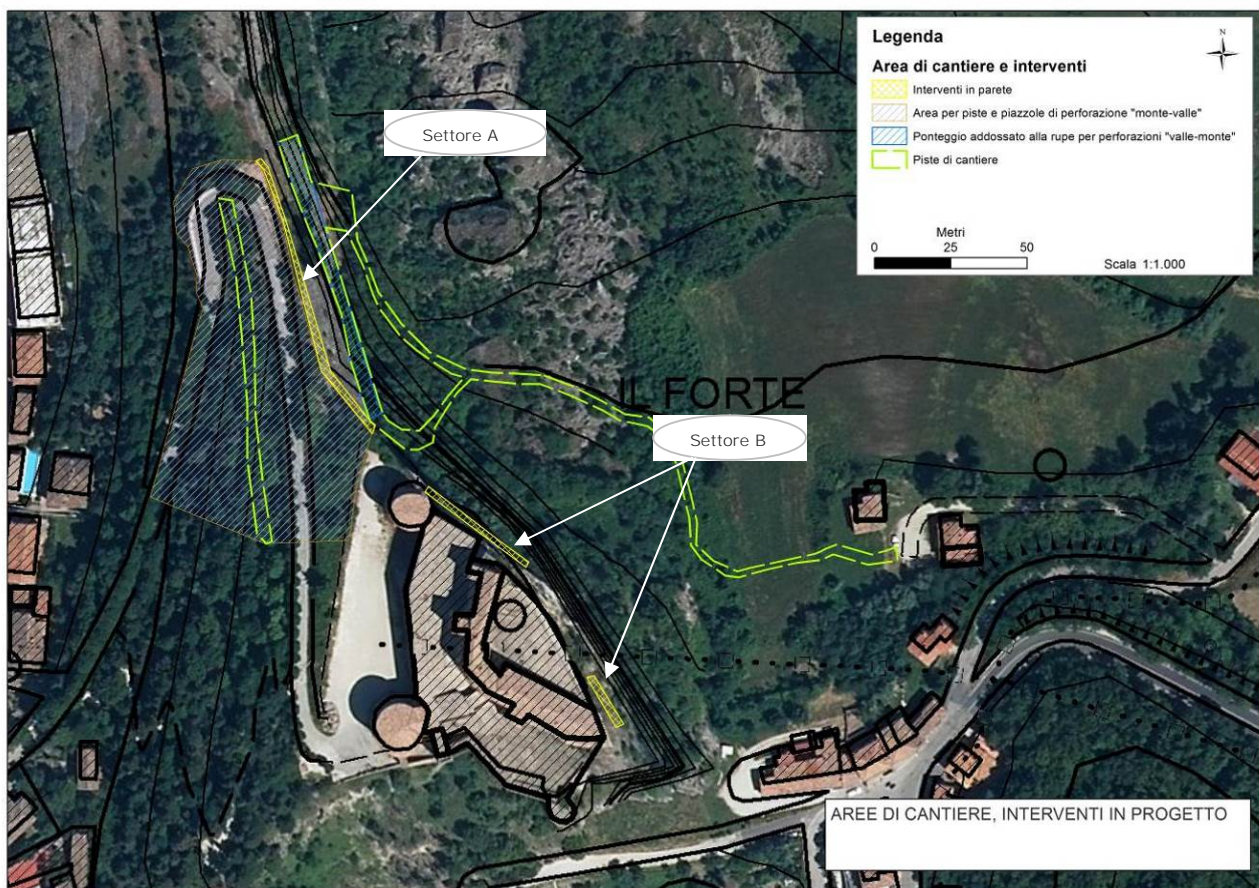 Legenda
N
Area di cantiere e interventi
Interventi in parete
Area per piste e piazzole di perforazione "monte-valle"
Ponteggio addossato alla rupe per perforazioni "valle-monte"
Piste di cantiere
Metri
0 25 50
Scala 1:1.000
Settore A
IL FORTE
Settore B
AREE DI CANTIERE, INTERVENTI IN PROGETTO